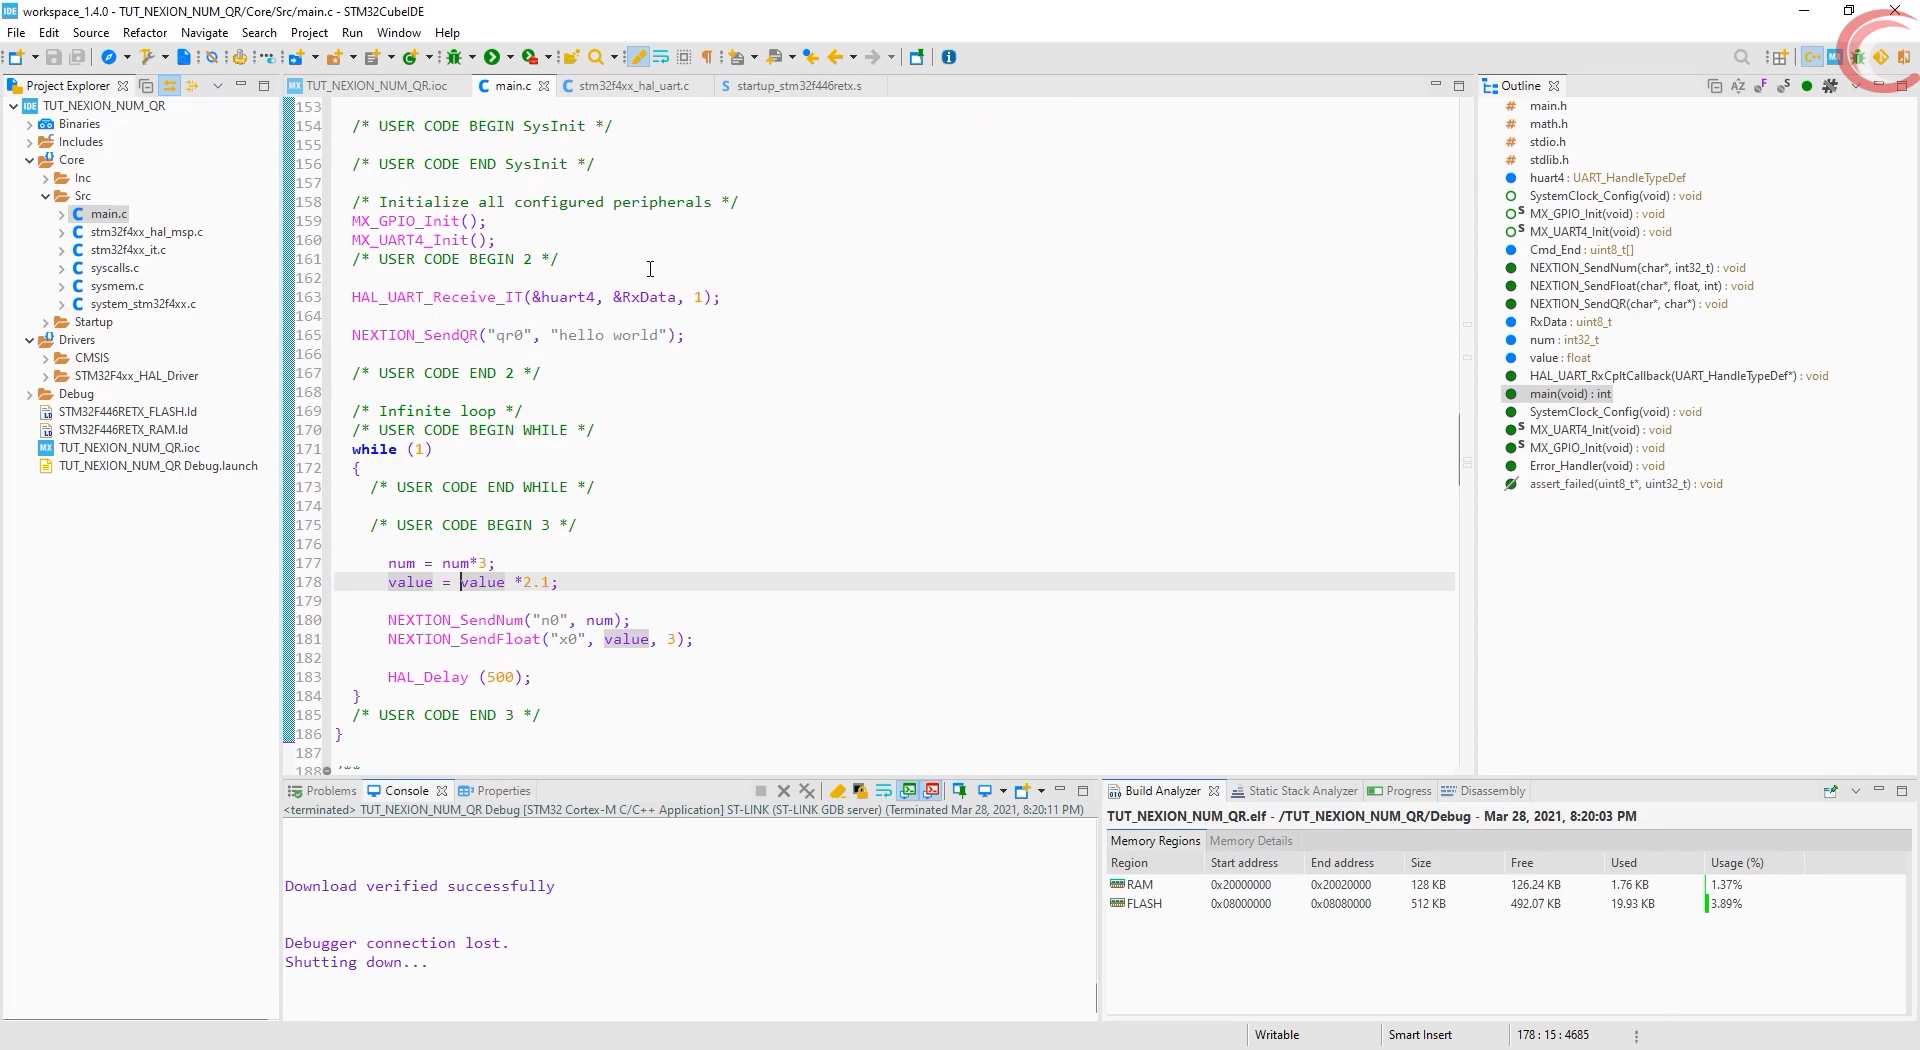 workspace_1.4.0 - TUT_NEXION_NUM_QR/Core/Src/main.c - STM32CubeIDE
File Edit Source Refactor Navigate Search Project Run Window Help
Project Explorer
TUT_NEXION_NUM_QR
Binaries
Includes
Core
Inc
Src
main.c
stm32f4xx_hal_msp.c
stm32f4xx_it.c
syscalls.c
sysmem.c
system_stm32f4xx.c
Startup
Drivers
CMSIS
STM32F4xx_HAL_Driver
Debug
STM32F446RETX_FLASH.ld
STM32F446RETX_RAM.ld
TUT_NEXION_NUM_QR.ioc
TUT_NEXION_NUM_QR Debug.launch
TUT_NEXION_NUM_QR.ioc main.c stm32f4xx_hal_uart.c startup_stm32f446retx.s
153
154 /* USER CODE BEGIN SysInit */
155
156 /* USER CODE END SysInit */
157
158 /* Initialize all configured peripherals */
159 MX_GPIO_Init();
160 MX_UART4_Init();
161 /* USER CODE BEGIN 2 */
162
163 HAL_UART_Receive_IT(&huart4, &RxData, 1);
164
165 NEXTION_SendQR("qr0", "hello world");
166
167 /* USER CODE END 2 */
168
169 /* Infinite loop */
170 /* USER CODE BEGIN WHILE */
171 while (1)
172 {
173 /* USER CODE END WHILE */
174
175 /* USER CODE BEGIN 3 */
176
177 num = num*3;
178 value = value *2.1;
179
180 NEXTION_SendNum("n0", num);
181 NEXTION_SendFloat("x0", value, 3);
182
183 HAL_Delay (500);
184 }
185 /* USER CODE END 3 */
186 }
187
188 /**
Outline
main.h
math.h
stdio.h
stdlib.h
huart4 : UART_HandleTypeDef
SystemClock_Config(void) : void
MX_GPIO_Init(void) : void
MX_UART4_Init(void) : void
Cmd_End : uint8_t[]
NEXTION_SendNum(char*, int32_t) : void
NEXTION_SendFloat(char*, float, int) : void
NEXTION_SendQR(char*, char*) : void
RxData : uint8_t
num : int32_t
value : float
HAL_UART_RxCpltCallback(UART_HandleTypeDef*) : void
main(void) : int
SystemClock_Config(void) : void
MX_UART4_Init(void) : void
MX_GPIO_Init(void) : void
Error_Handler(void) : void
assert_failed(uint8_t*, uint32_t) : void
Problems Console Properties
<terminated> TUT_NEXION_NUM_QR Debug [STM32 Cortex-M C/C++ Application] ST-LINK (ST-LINK GDB server) (Terminated Mar 28, 2021, 8:20:11 PM)
Download verified successfully
Debugger connection lost.
Shutting down...
Build Analyzer Static Stack Analyzer Progress Disassembly
TUT_NEXION_NUM_QR.elf - /TUT_NEXION_NUM_QR/Debug - Mar 28, 2021, 8:20:03 PM
Memory Regions Memory Details
Region Start address End address Size Free Used Usage (%)
RAM 0x20000000 0x20020000 128 KB 126.24 KB 1.76 KB 1.37%
FLASH 0x08000000 0x08080000 512 KB 492.07 KB 19.93 KB 3.89%
Writable Smart Insert 178 : 15 : 4685